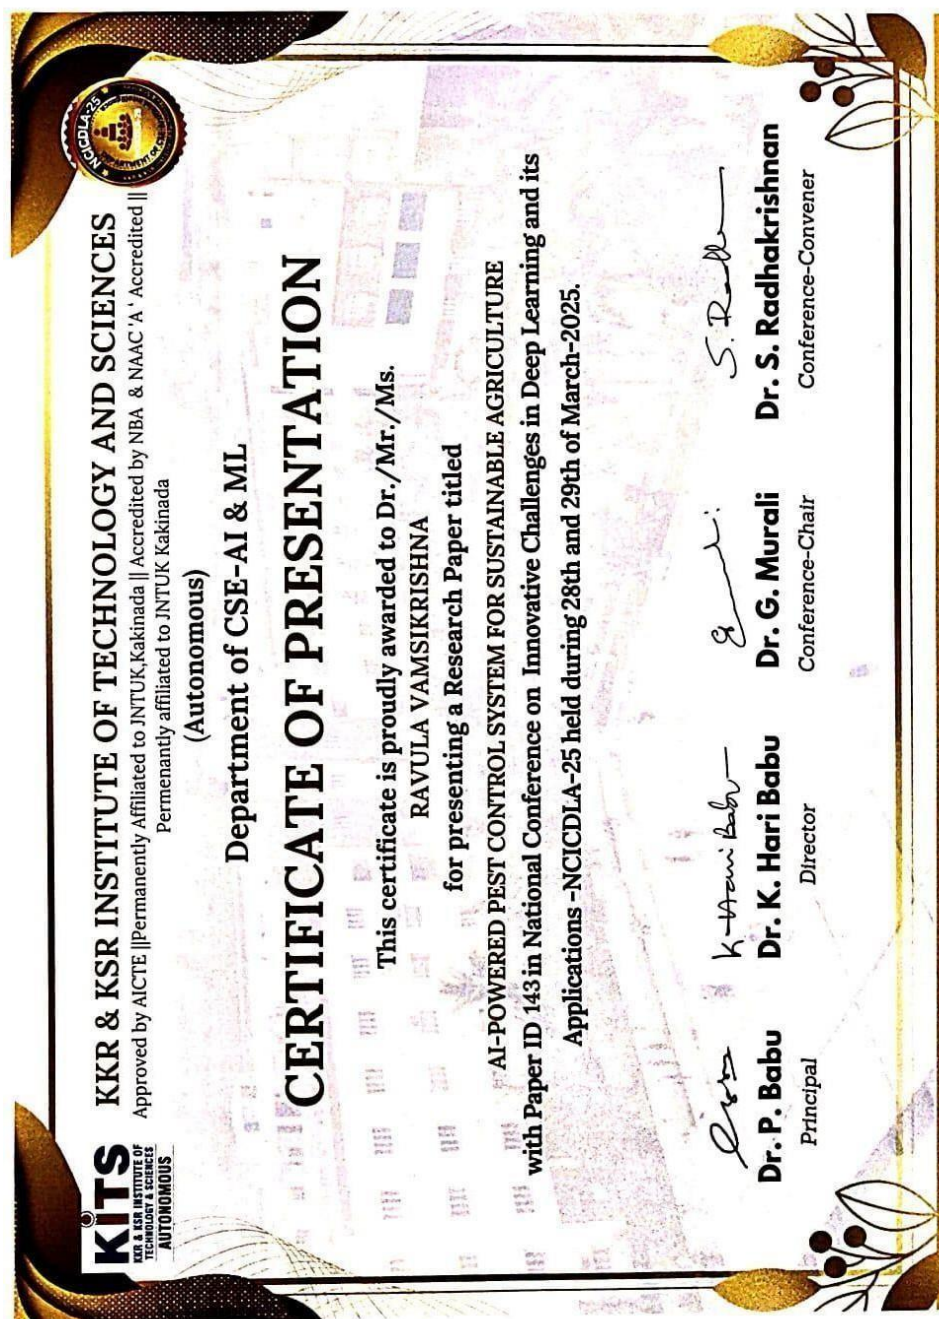 KiTS
KKR & KSR INSTITUTE OF
TECHNOLOGY & SCIENCES
AUTONOMOUS
KKR & KSR INSTITUTE OF TECHNOLOGY AND SCIENCES
Approved by AICTE ||Permanently Affiliated to JNTUK,Kakinada || Accredited by NBA & NAAC 'A ' Accredited ||
Permenantly affiliated to JNTUK Kakinada
(Autonomous)
NCICDLA-25
Department of CSE-AI & ML
CERTIFICATE OF PRESENTATION
This certificate is proudly awarded to Dr./Mr./Ms.
RAVULA VAMSIKRISHNA
for presenting a Research Paper titled
AI-POWERED PEST CONTROL SYSTEM FOR SUSTAINABLE AGRICULTURE
with Paper ID 143 in National Conference on Innovative Challenges in Deep Learning and its
Applications -NCICDLA-25 held during 28th and 29th of March-2025.
K. Hari Babu
S. Radha
Dr. P. Babu
Principal
Dr. K. Hari Babu
Director
Dr. G. Murali
Conference-Chair
Dr. S. Radhakrishnan
Conference-Convener